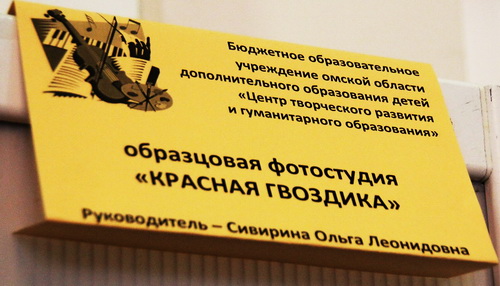 Бюджетное образовательное
учреждение омской области
дополнительного образования детей
«Центр творческого развития
и гуманитарного образования»
образцовая фотостудия
«КРАСНАЯ ГВОЗДИКА»
Руководитель – Сивирина Ольга Леонидовна